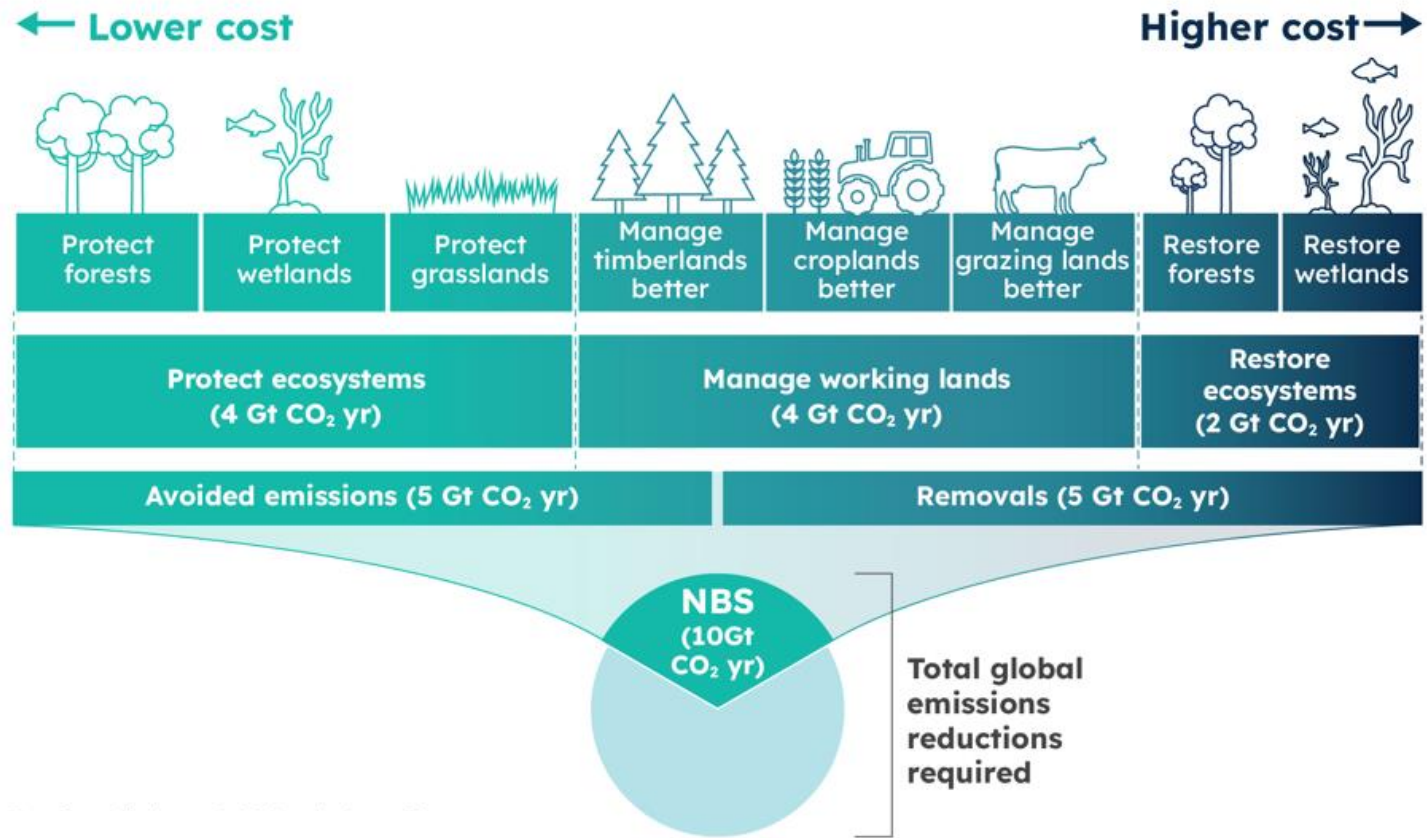 Lower cost
Higher cost
Protect
forests
Protect
wetlands
Protect
grasslands
Manage
timberlands
better
Manage
croplands
better
Manage
grazing lands
better
Restore
forests
Restore
wetlands
Protect ecosystems
(4 Gt CO₂ yr)
Manage working lands
(4 Gt CO₂ yr)
Restore
ecosystems
(2 Gt CO₂ yr)
Avoided emissions (5 Gt CO₂ yr)
Removals (5 Gt CO₂ yr)
NBS
(10Gt
CO₂ yr)
Total global
emissions
reductions
required